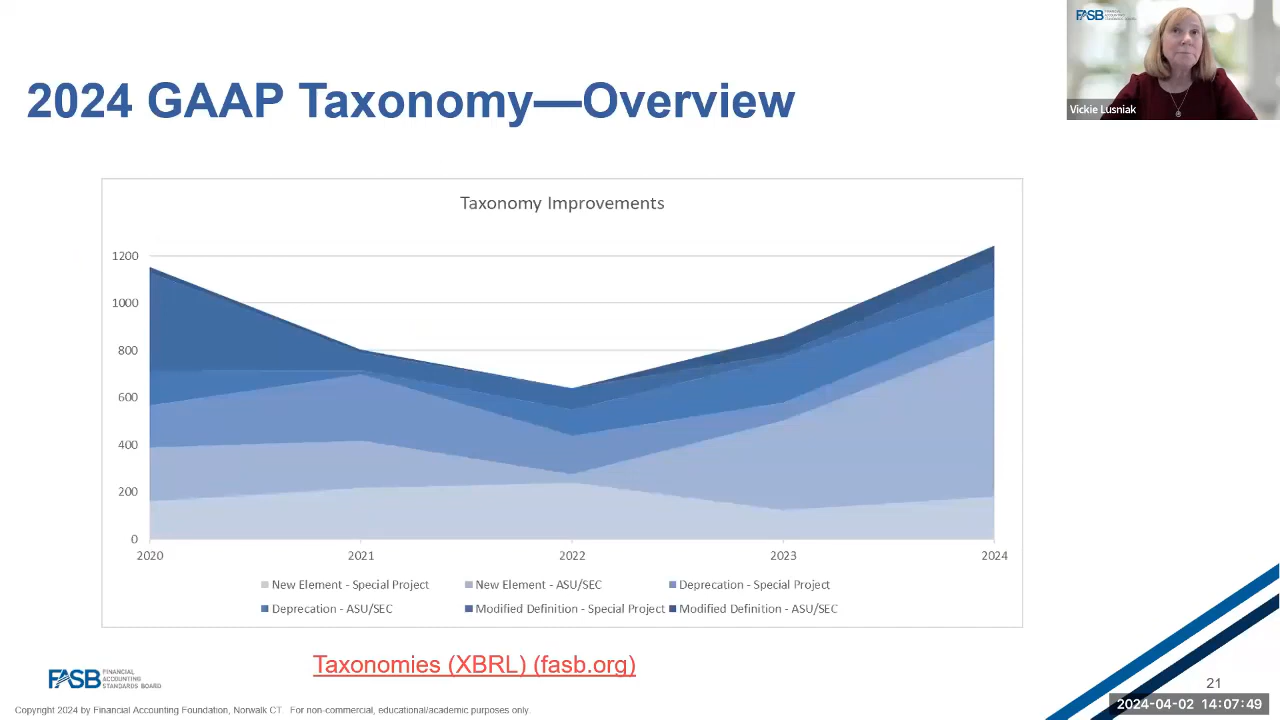 FASB
Vickie Lusniak
2024 GAAP Taxonomy—Overview
Taxonomy Improvements
1200
1000
800
600
400
200
0
2020 2021 2022 2023 2024
New Element - Special Project New Element - ASU/SEC Deprecation - Special Project
Deprecation - ASU/SEC Modified Definition - Special Project Modified Definition - ASU/SEC
Taxonomies (XBRL) (fasb.org)
FASB FINANCIAL
ACCOUNTING
STANDARDS BOARD
21
2024-04-02 14:07:49
Copyright 2024 by Financial Accounting Foundation, Norwalk CT. For non-commercial, educational/academic purposes only.